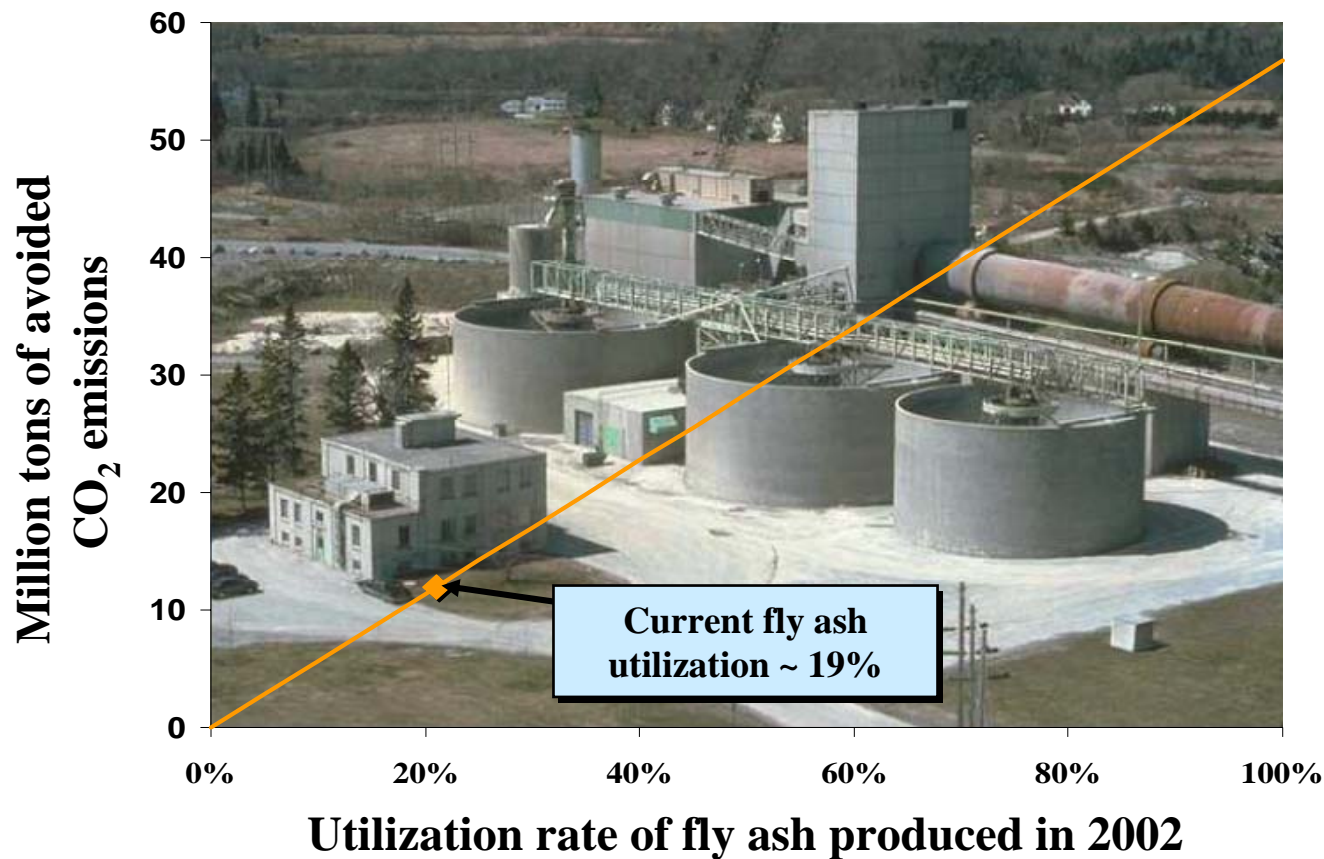 60
50
40
30
20
10
0
Million tons of avoided
CO₂ emissions
Current fly ash
utilization ~ 19%
0% 20% 40% 60% 80% 100%
Utilization rate of fly ash produced in 2002